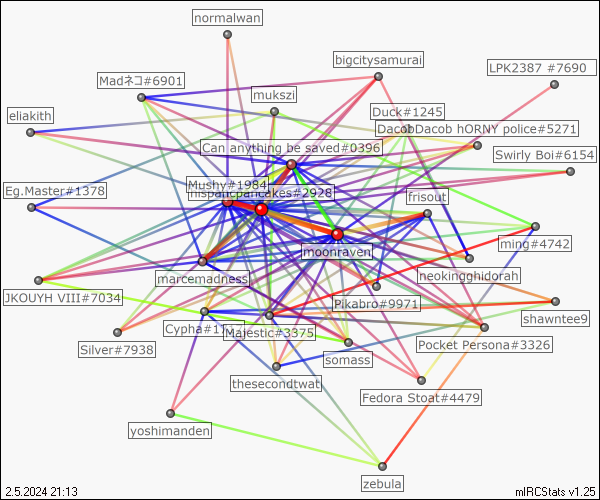 normalwan
bigcitysamurai
LPK2387 #7690
Madネコ#6901
mukszi
eliakith
Duck#1245
DacobDacob hORNY police#5271
Can anything be saved#0396
Swirly Boi#6154
Eg.Master#1378
Mushy#1984
mispancpancakes#2928
frisout
ming#4742
moonraven
marcemadness
neokingghidorah
JKOUYH VIII#7034
Pikabro#9971
shawntee9
Cypha#1
Majestic#3375
Silver#7938
somass
Pocket Persona#3326
thesecondtwat
Fedora Stoat#4479
yoshimanden
zebula
2.5.2024 21:13
mIRCStats v1.25